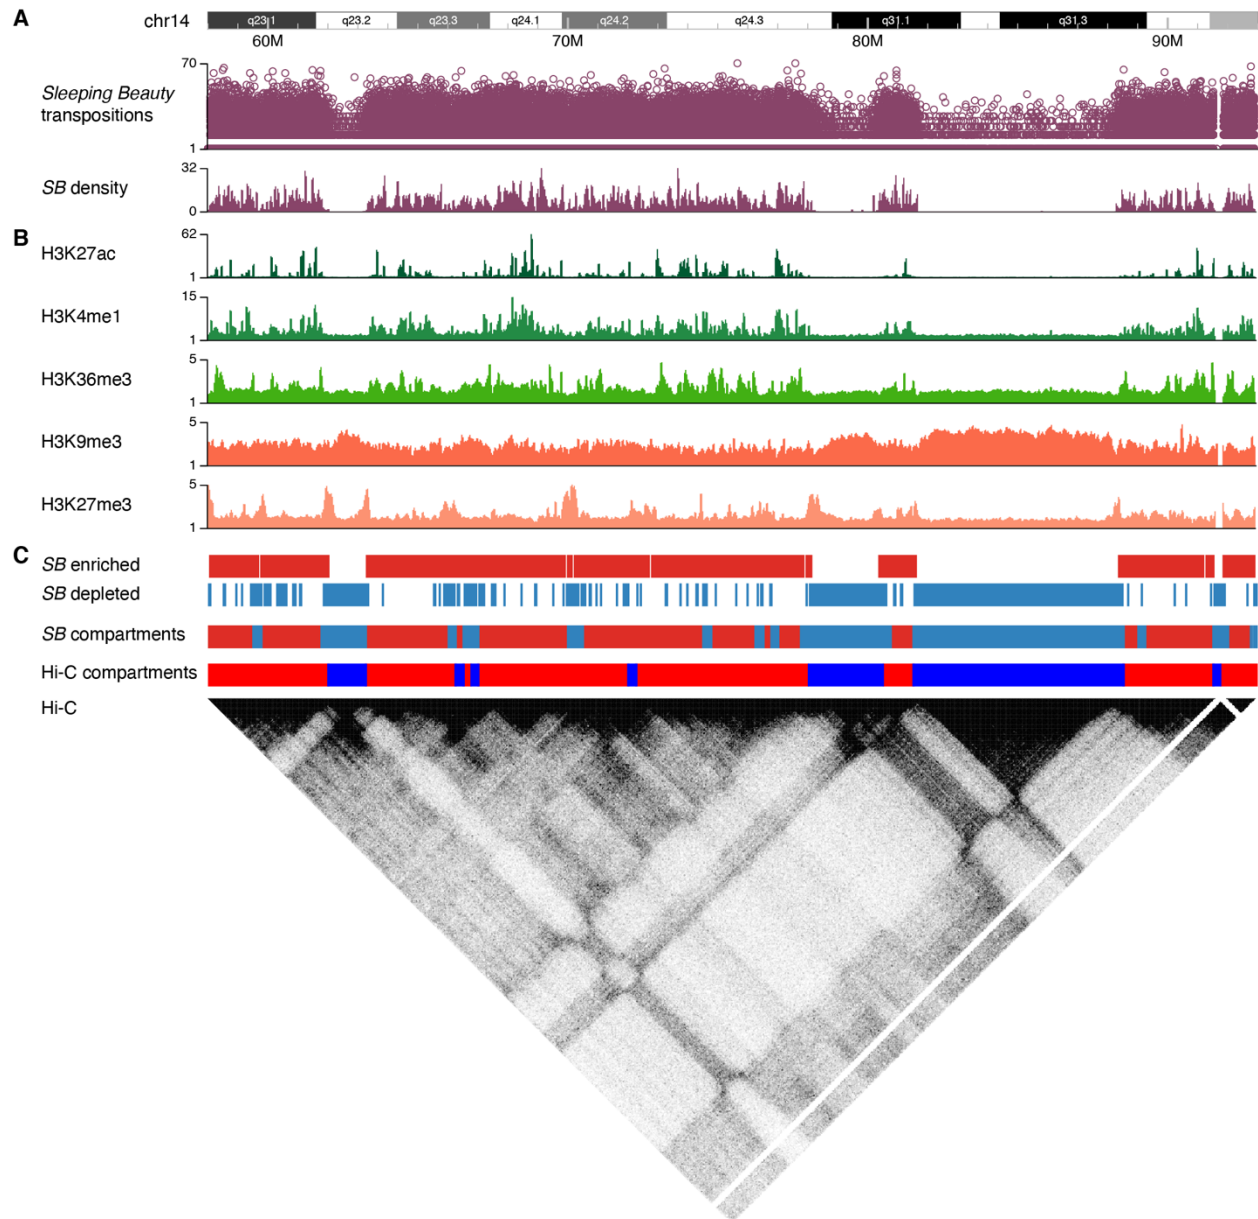 A
chr14
q23.1 q23.2 q23.3 q24.1 q24.2 q24.3 q31.1 q31.3
60M 70M 80M 90M
70
Sleeping Beauty
transpositions
1
32
SB density
0
B
62
H3K27ac
1
15
H3K4me1
1
5
H3K36me3
1
5
H3K9me3
1
5
H3K27me3
1
C
SB enriched
SB depleted
SB compartments
Hi-C compartments
Hi-C